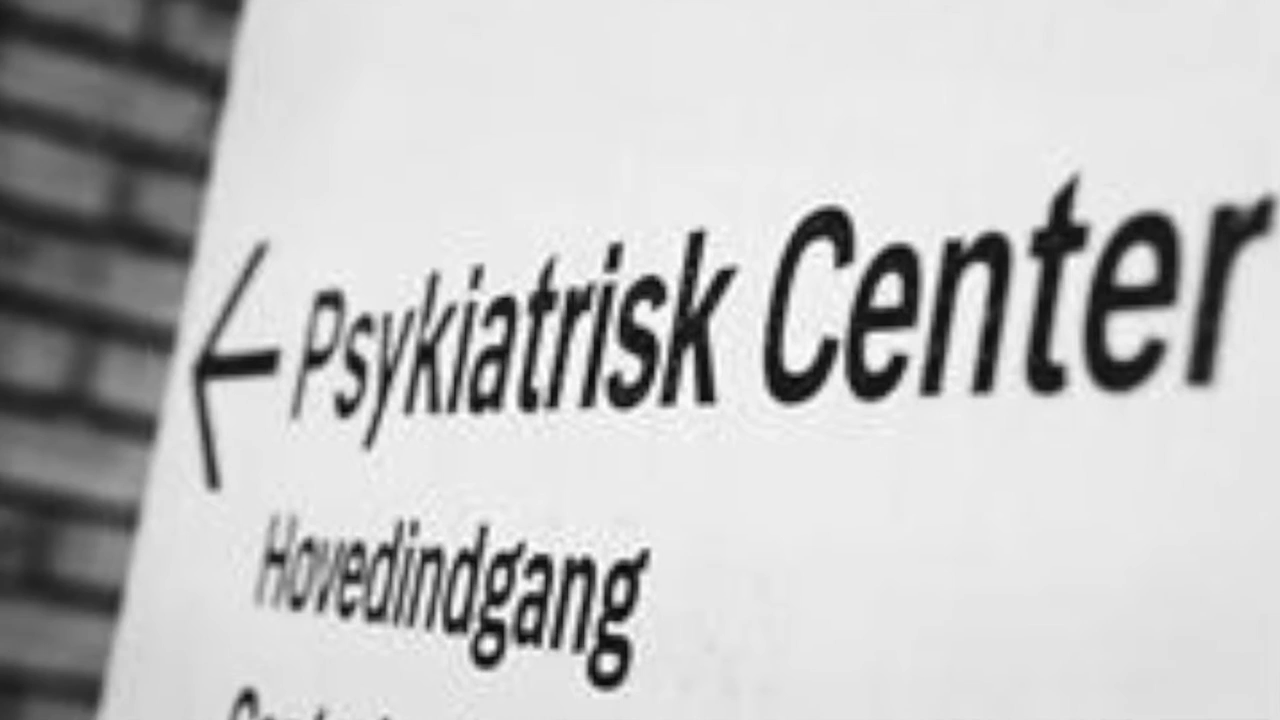 ← Psykiatrisk Center
Hovedindgang